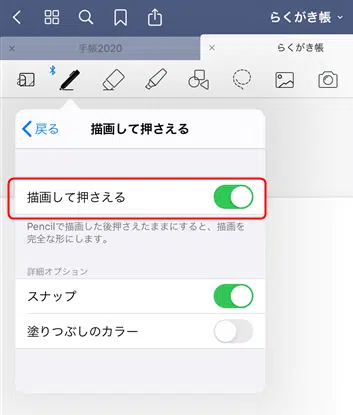 らくがき帳
手帳2020
らくがき帳
戻る
描画して押さえる
描画して押さえる
Pencilで描画した後押さえたままにすると、描画を
完全な形にします。
詳細オプション
スナップ
塗りつぶしのカラー